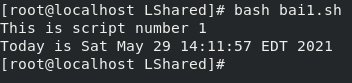 [root@localhost LShared]# bash bai1.sh
This is script number 1
Today is Sat May 29 14:11:57 EDT 2021
[root@localhost LShared]#